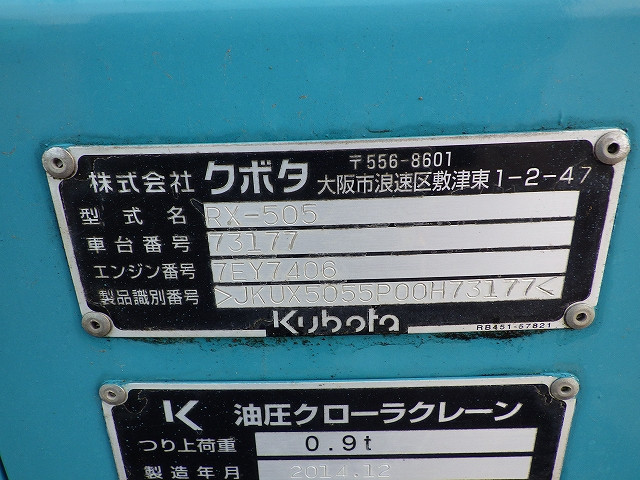 株式会社 クボタ 〒556-8601
大阪市浪速区敷津東1-2-47
型式名 RX-505
車台番号 73177
エンジン番号 7EY7406
製品識別番号 >JKUX5055P00H73177<
Kubota RB451-57821
K 油圧クローラクレーン
つり上荷重 0.9t
製造年月 2014.12